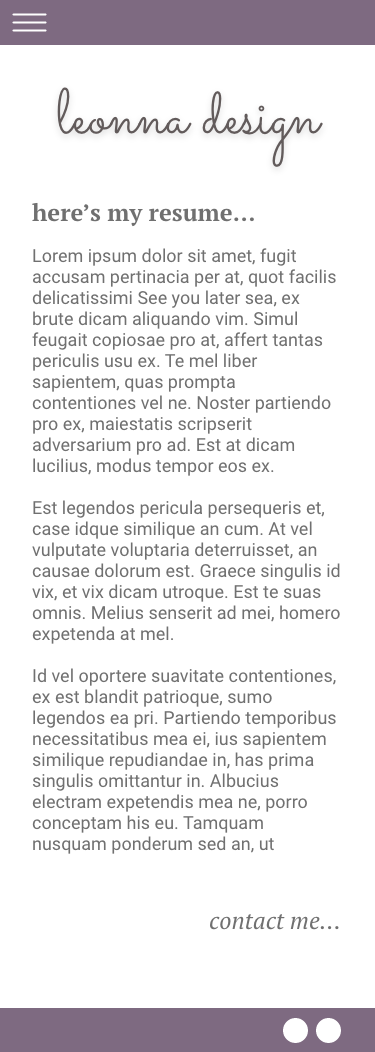 leonna design
here’s my resume...
Lorem ipsum dolor sit amet, fugit
accusam pertinacia per at, quot facilis
delicatissimi See you later sea, ex
brute dicam aliquando vim. Simul
feugait copiosae pro at, affert tantas
periculis usu ex. Te mel liber
sapientem, quas prompta
contentiones vel ne. Noster partiendo
pro ex, maiestatis scripserit
adversarium pro ad. Est at dicam
lucilius, modus tempor eos ex.
Est legendos pericula persequeris et,
case idque similique an cum. At vel
vulputate voluptaria deterruisset, an
causae dolorum est. Graece singulis id
vix, et vix dicam utroque. Est te suas
omnis. Melius senserit ad mei, homero
expetenda at mel.
Id vel oportere suavitate contentiones,
ex est blandit patrioque, sumo
legendos ea pri. Partiendo temporibus
necessitatibus mea ei, ius sapientem
similique repudiandae in, has prima
singulis omittantur in. Albucius
electram expetendis mea ne, porro
conceptam his eu. Tamquam
nusquam ponderum sed an, ut
contact me...